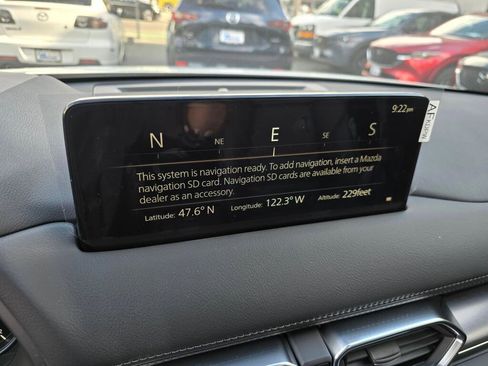 9:22pm
N NE E SE S
This system is navigation ready. To add navigation, insert a Mazda
navigation SD card. Navigation SD cards are available from your
dealer as an accessory.
Latitude: 47.6° N Longitude: 122.3° W Altitude: 229feet